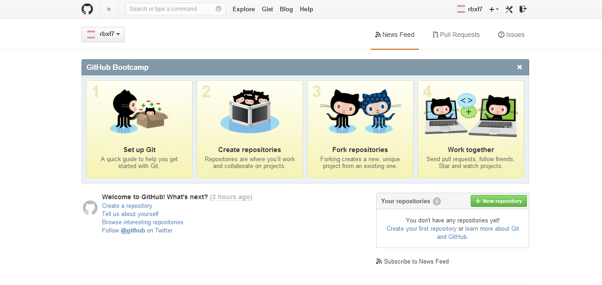 Search or type a command
Explore Gist Blog Help
rbxf7
rbxf7
News Feed Pull Requests Issues
GitHub Bootcamp
1 2 3 4
Set up Git
A quick guide to help you get
started with Git.
Create repositories
Repositories are where you'll work
and collaborate on projects.
Fork repositories
Forking creates a new, unique
project from an existing one.
Work together
Send pull requests, follow friends.
Star and watch projects.
Welcome to GitHub! What's next? (2 hours ago)
Create a repository
Tell us about yourself
Browse interesting repositories
Follow @github on Twitter
Your repositories 0
New repository
You don't have any repositories yet!
Create your first repository or learn more about Git
and GitHub.
Subscribe to News Feed